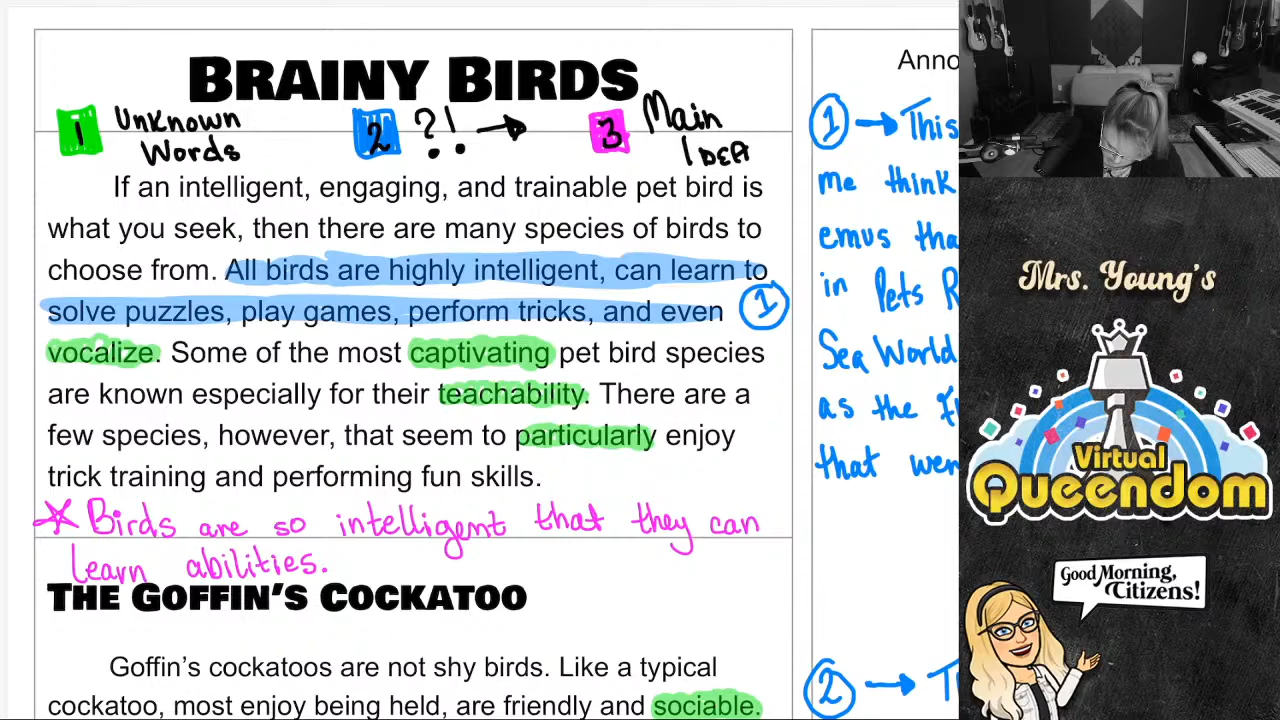 BRAINY BIRDS
1 Unknown Words
2 ?! →
3 Main IDEA
If an intelligent, engaging, and trainable pet bird is
what you seek, then there are many species of birds to
choose from. All birds are highly intelligent, can learn to
solve puzzles, play games, perform tricks, and even
vocalize. Some of the most captivating pet bird species
are known especially for their teachability. There are a
few species, however, that seem to particularly enjoy
trick training and performing fun skills.
* Birds are so intelligent that they can
learn abilities.
THE GOFFIN'S COCKATOO
Goffin's cockatoos are not shy birds. Like a typical
cockatoo, most enjoy being held, are friendly and sociable.
1
1 → This
me think
emus tha
in Pets R
Sea World
as the
that wer
2 →
Mrs. Young's
Virtual
Queendom
Good Morning,
Citizens!